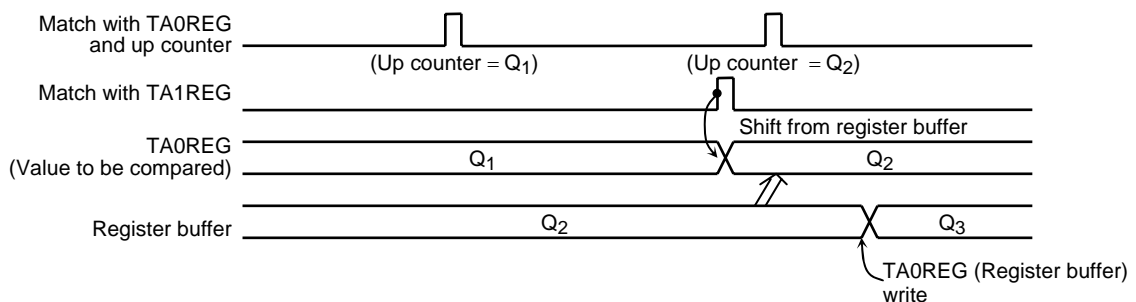 Match with TA0REG
and up counter
(Up counter = Q1)
(Up counter = Q2)
Match with TA1REG
Shift from register buffer
TA0REG
(Value to be compared)
Q1
Q2
Register buffer
Q2
Q3
TA0REG (Register buffer)
write